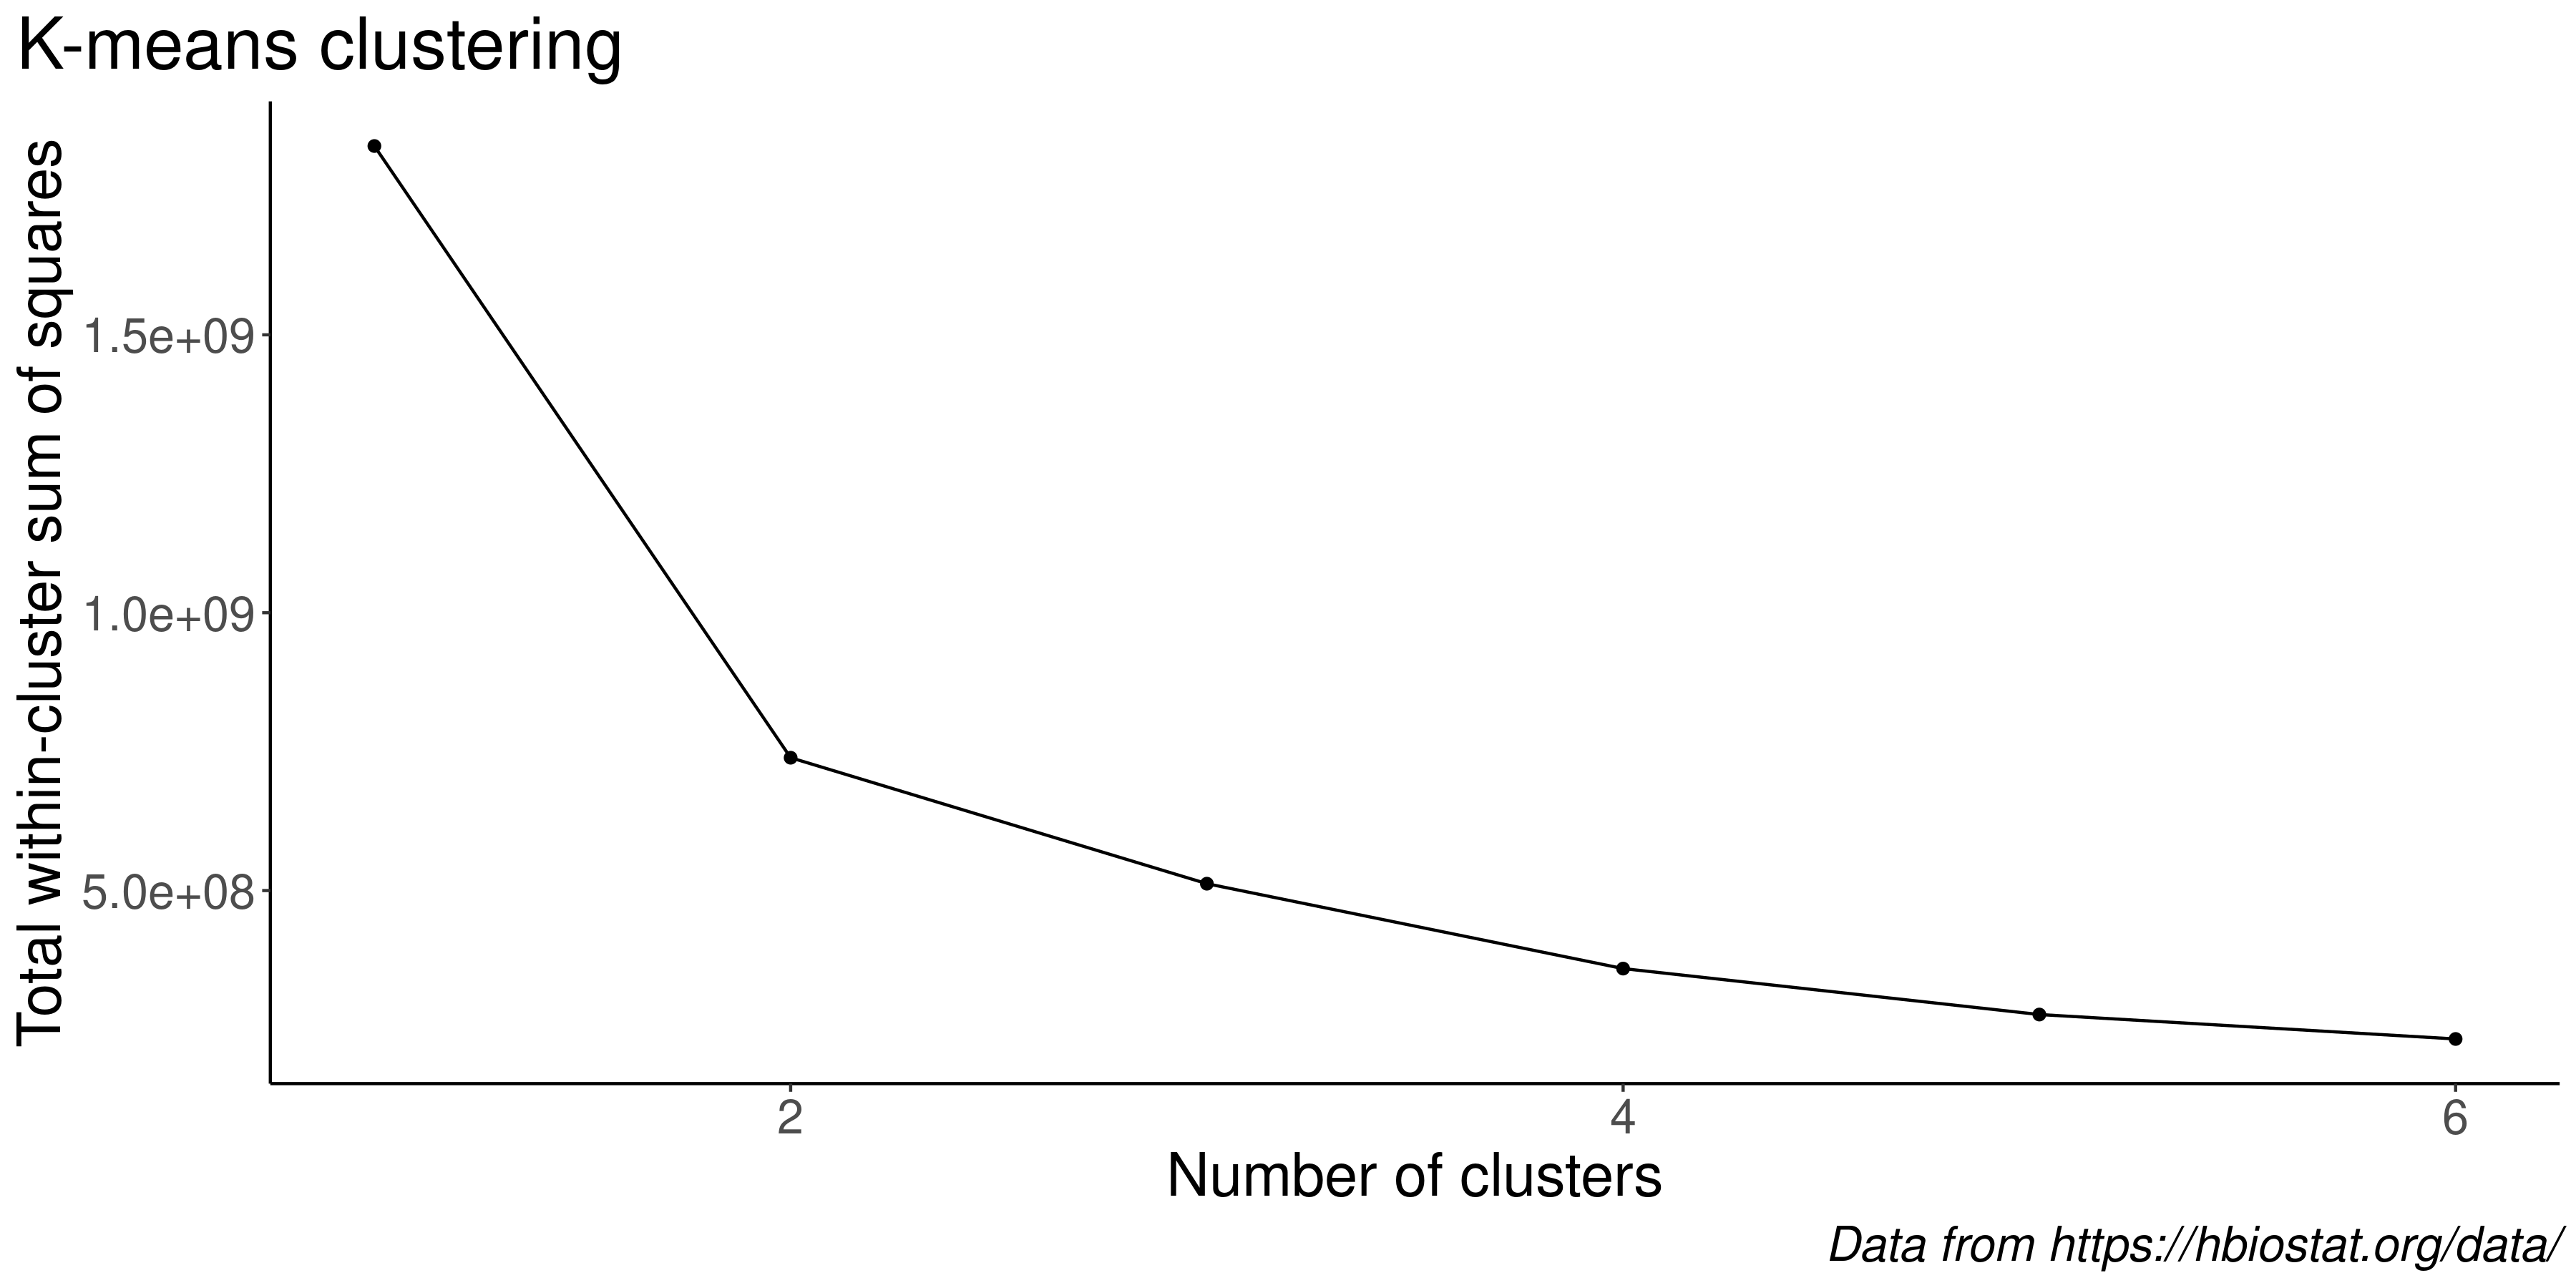 K-means clustering
Total within-cluster sum of squares
1.5e+09
1.0e+09
5.0e+08
2
4
6
Number of clusters
Data from https://hbiostat.org/data/